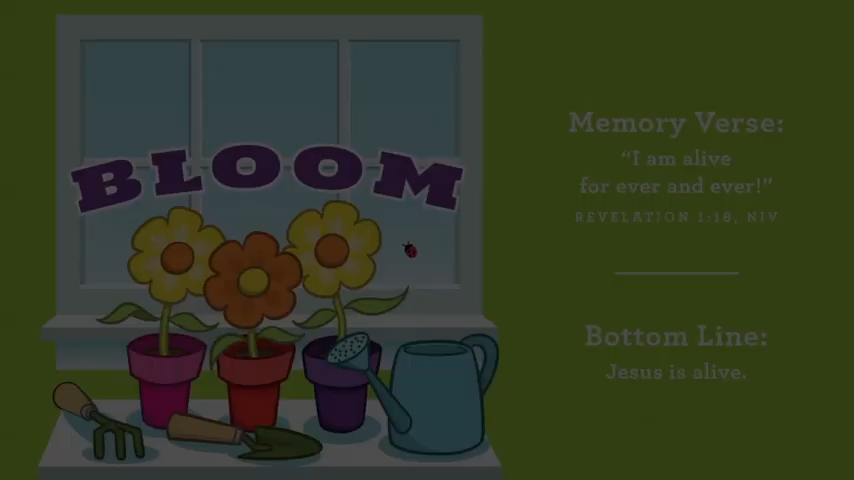 BLOOM
Memory Verse:
“I am alive
for ever and ever!”
REVELATION 1:18, NIV
Bottom Line:
Jesus is alive.